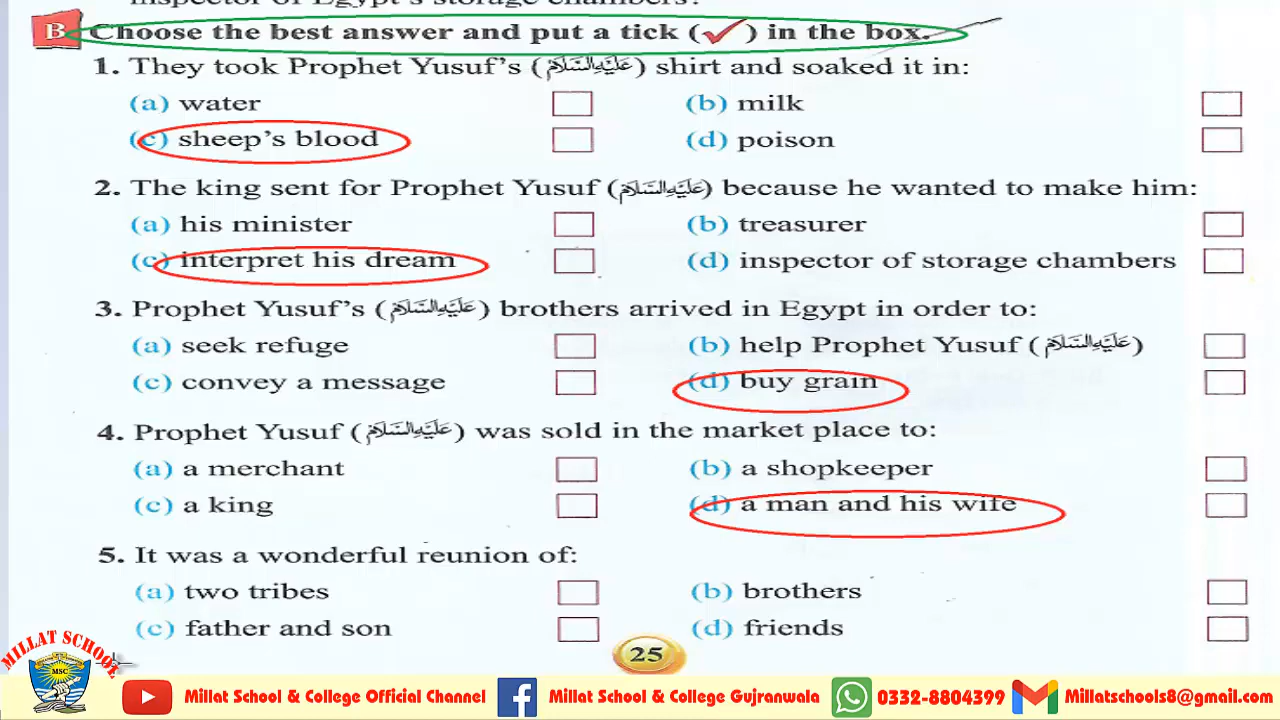 inspector of Egypt's storage chambers?
B Choose the best answer and put a tick (✓) in the box.
1. They took Prophet Yusuf's (عَلَيْهِ السَّلَامُ) shirt and soaked it in:
(a) water (b) milk
(c) sheep's blood (d) poison
2. The king sent for Prophet Yusuf (عَلَيْهِ السَّلَامُ) because he wanted to make him:
(a) his minister (b) treasurer
(c) interpret his dream (d) inspector of storage chambers
3. Prophet Yusuf's (عَلَيْهِ السَّلَامُ) brothers arrived in Egypt in order to:
(a) seek refuge (b) help Prophet Yusuf (عَلَيْهِ السَّلَامُ)
(c) convey a message (d) buy grain
4. Prophet Yusuf (عَلَيْهِ السَّلَامُ) was sold in the market place to:
(a) a merchant (b) a shopkeeper
(c) a king (d) a man and his wife
5. It was a wonderful reunion of:
(a) two tribes (b) brothers
(c) father and son (d) friends
25
MILLAT SCHOOL
MSC
Millat School & College Official Channel
Millat School & College Gujranwala
0332-8804399
Millatschools8@gmail.com